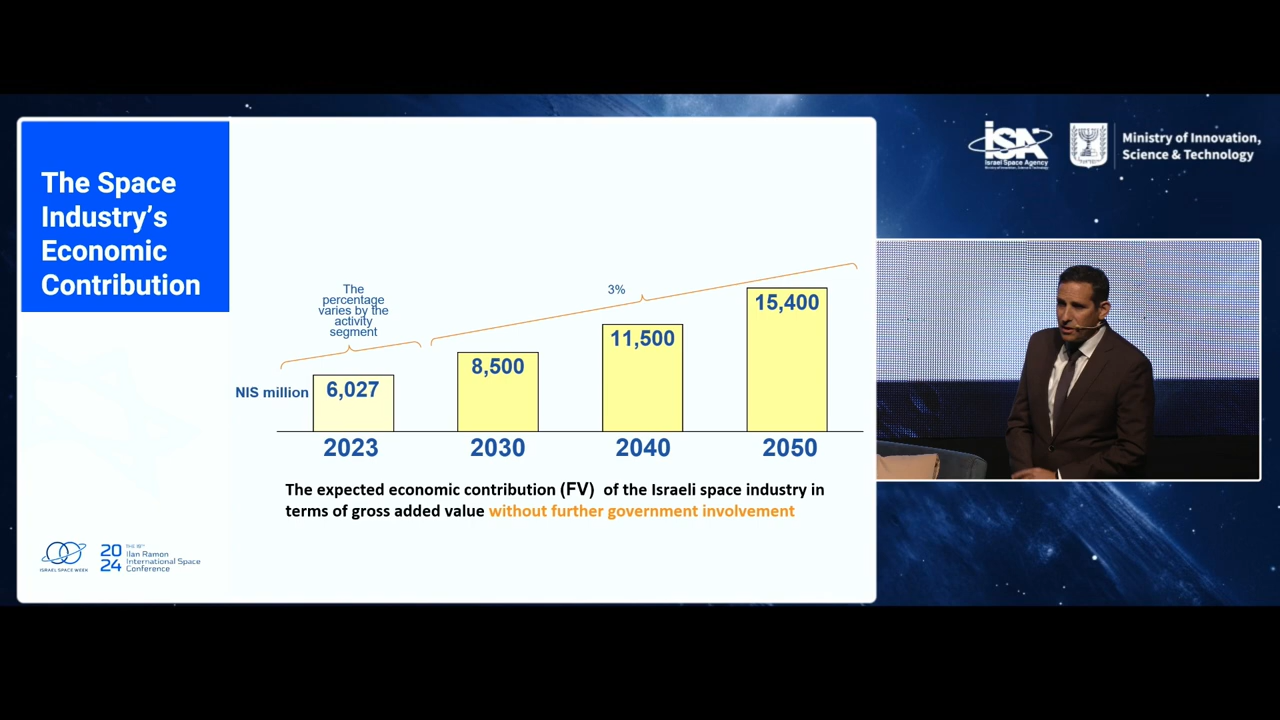 The Space
Industry's
Economic
Contribution
The
percentage
varies by the
activity
segment
3%
NIS million
6,027
8,500
11,500
15,400
2023
2030
2040
2050
The expected economic contribution (FV) of the Israeli space industry in
terms of gross added value without further government involvement
ISRAEL SPACE WEEK
20
24
Ilan Ramon
International Space
Conference
ISA
Israel Space Agency
Ministry of Innovation,
Science & Technology